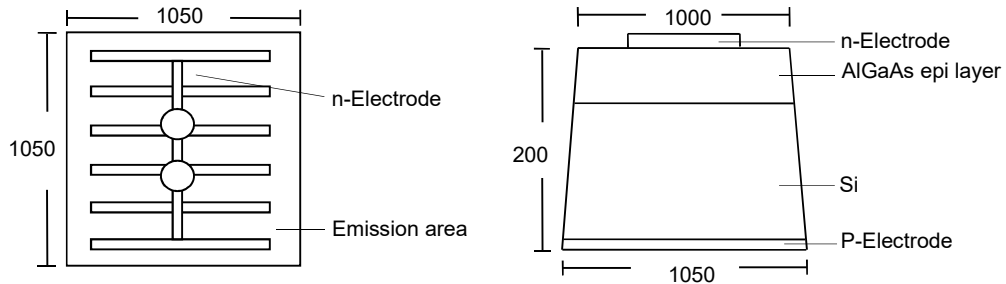 1050
1050
n-Electrode
Emission area
1000
n-Electrode
AlGaAs epi layer
200
Si
P-Electrode
1050